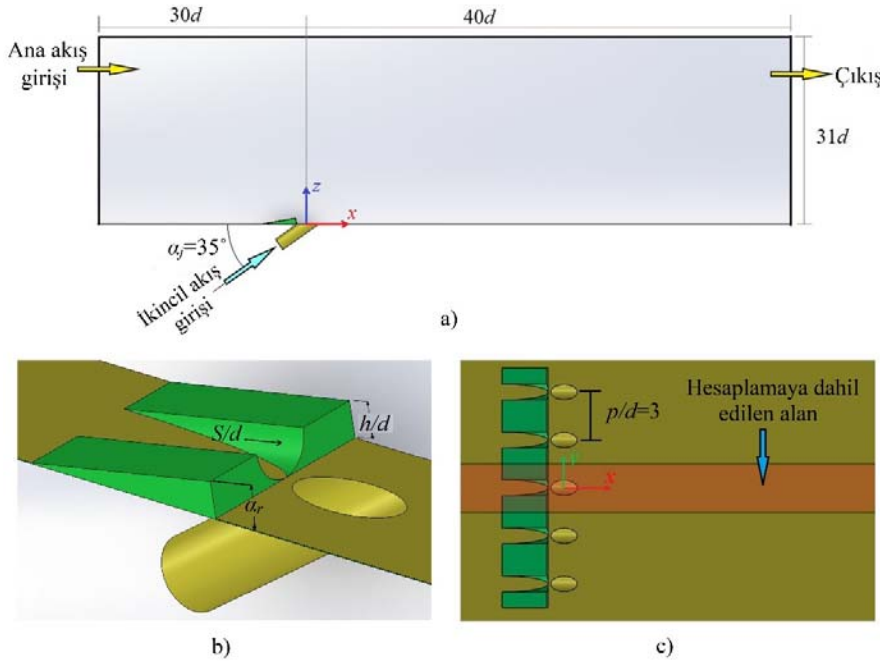 30d
40d
Ana akış
girişi
Çıkış
31d
z
x
αj=35°
İkincil akış
girişi
a)
S/d
h/d
αr
b)
p/d=3
Hesaplamaya dahil
edilen alan
y
x
c)